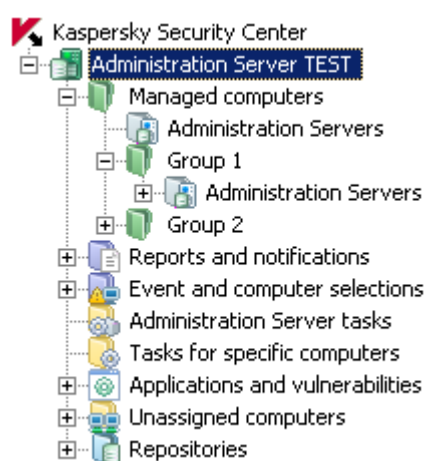 Kaspersky Security Center
Administration Server TEST
Managed computers
Administration Servers
Group 1
Administration Servers
Group 2
Reports and notifications
Event and computer selections
Administration Server tasks
Tasks for specific computers
Applications and vulnerabilities
Unassigned computers
Repositories